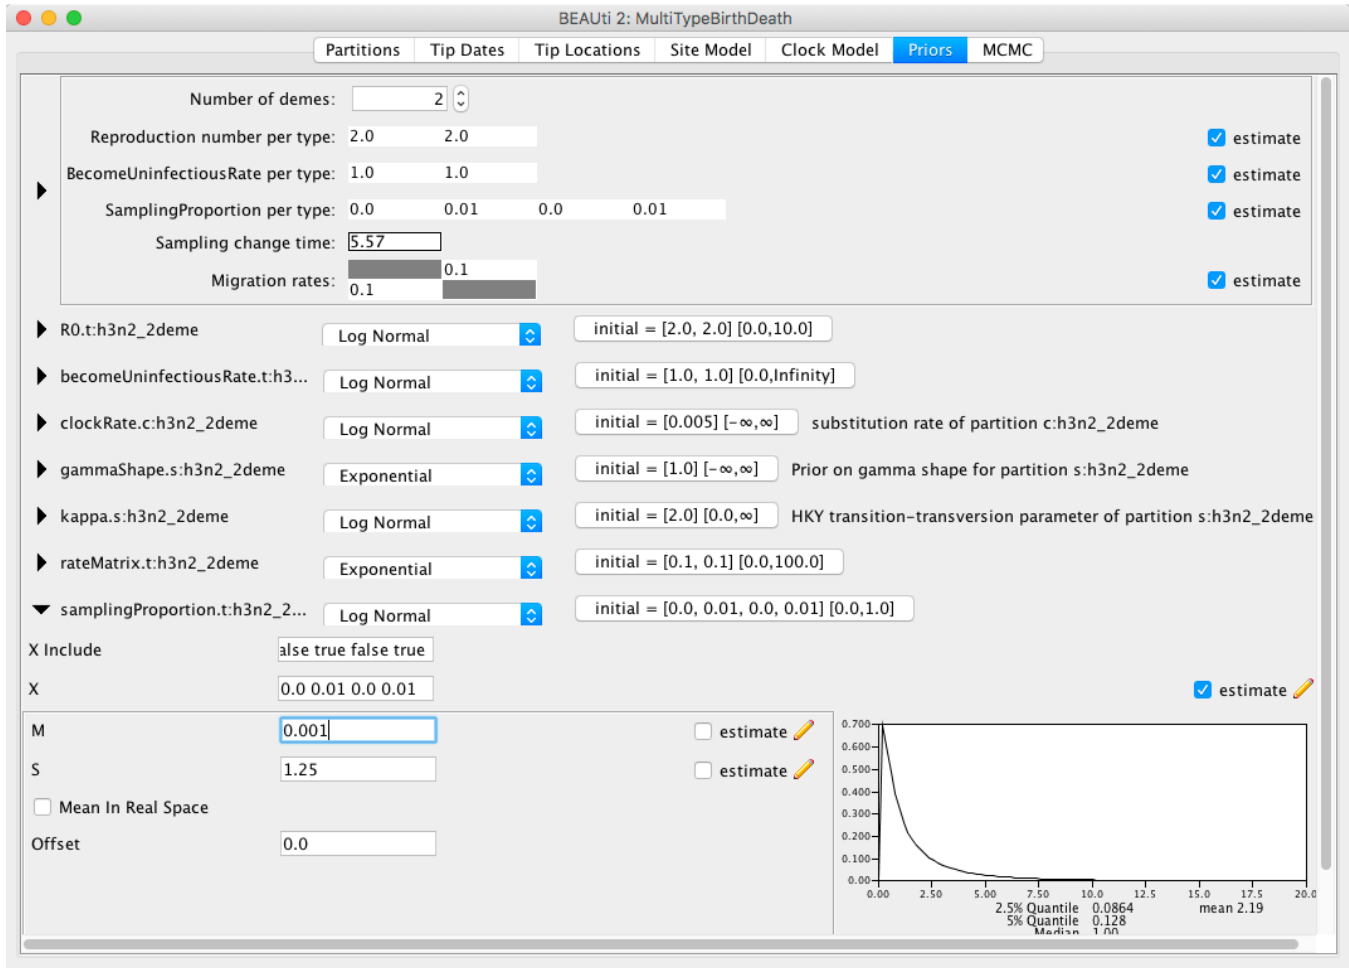 BEAUti 2: MultiTypeBirthDeath
Partitions Tip Dates Tip Locations Site Model Clock Model Priors MCMC
Number of demes: 2
Reproduction number per type: 2.0 2.0 estimate
BecomeUninfectiousRate per type: 1.0 1.0 estimate
SamplingProportion per type: 0.0 0.01 0.0 0.01 estimate
Sampling change time: 5.57
Migration rates: 0.1 0.1 estimate
R0.t:h3n2_2deme Log Normal initial = [2.0, 2.0] [0.0,10.0]
becomeUninfectiousRate.t:h3... Log Normal initial = [1.0, 1.0] [0.0,Infinity]
clockRate.c:h3n2_2deme Log Normal initial = [0.005] [-∞,∞] substitution rate of partition c:h3n2_2deme
gammaShape.s:h3n2_2deme Exponential initial = [1.0] [-∞,∞] Prior on gamma shape for partition s:h3n2_2deme
kappa.s:h3n2_2deme Log Normal initial = [2.0] [0.0,∞] HKY transition-transversion parameter of partition s:h3n2_2deme
rateMatrix.t:h3n2_2deme Exponential initial = [0.1, 0.1] [0.0,100.0]
samplingProportion.t:h3n2_2... Log Normal initial = [0.0, 0.01, 0.0, 0.01] [0.0,1.0]
X Include alse true false true
X 0.0 0.01 0.0 0.01 estimate
M 0.001 estimate
S 1.25 estimate
Mean In Real Space
Offset 0.0
0.700
0.600
0.500
0.400
0.300
0.200
0.100
0.00
0.00 2.50 5.00 7.50 10.0 12.5 15.0 17.5 20.0
2.5% Quantile 0.0864 mean 2.19
5% Quantile 0.128
Median 1.00